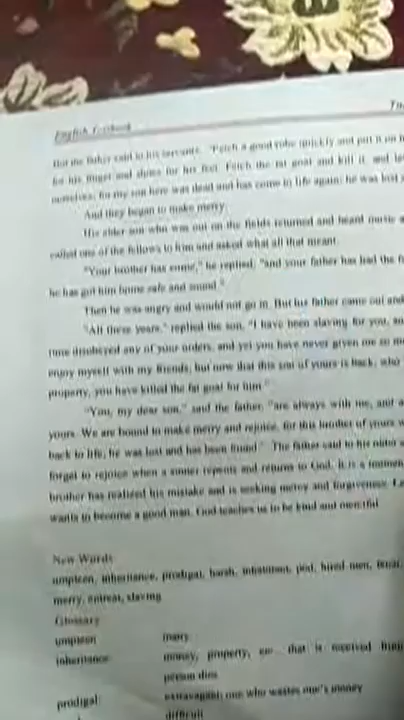 English Textbook
But the father said to his servants. "Fetch a good robe quickly and put it on h
for his finger and shoes for his feet. Fetch the fat goat and kill it, and le
ourselves; for my son here was dead and has come to life again; he was lost
And they began to make merry.
His elder son who was out on the fields returned and heard music a
called one of the fellows to him and asked what all that meant.
"Your brother has come," he replied; "and your father has had the f
he has got him home safe and sound."
Then he was angry and would not go in. But his father came out and
"All these years," replied the son, "I have been slaving for you, an
time disobeyed any of your orders, and yet you have never given me so m
enjoy myself with my friends, but now that this son of yours is back, who
property, you have killed the fat goat for him."
"You, my dear son," said the father, "are always with me, and a
yours. We are bound to make merry and rejoice, for this brother of yours w
back to life, he was lost and has been found." The father said to his elder s
forget to rejoice when a sinner repents and returns to God. It is a
brother has realized his mistake and is seeking mercy and forgiveness.
wants to become a good man. God teaches us to be kind and merciful
New Words
umpteen, inheritance, prodigal, harsh, inhabitant, pod, hired-men,
merry, entreat, slaving
Glossary
umpteen many
inheritance money, property, etc. that is received from
person dies
prodigal: extravagant; one who wastes one's money
difficult